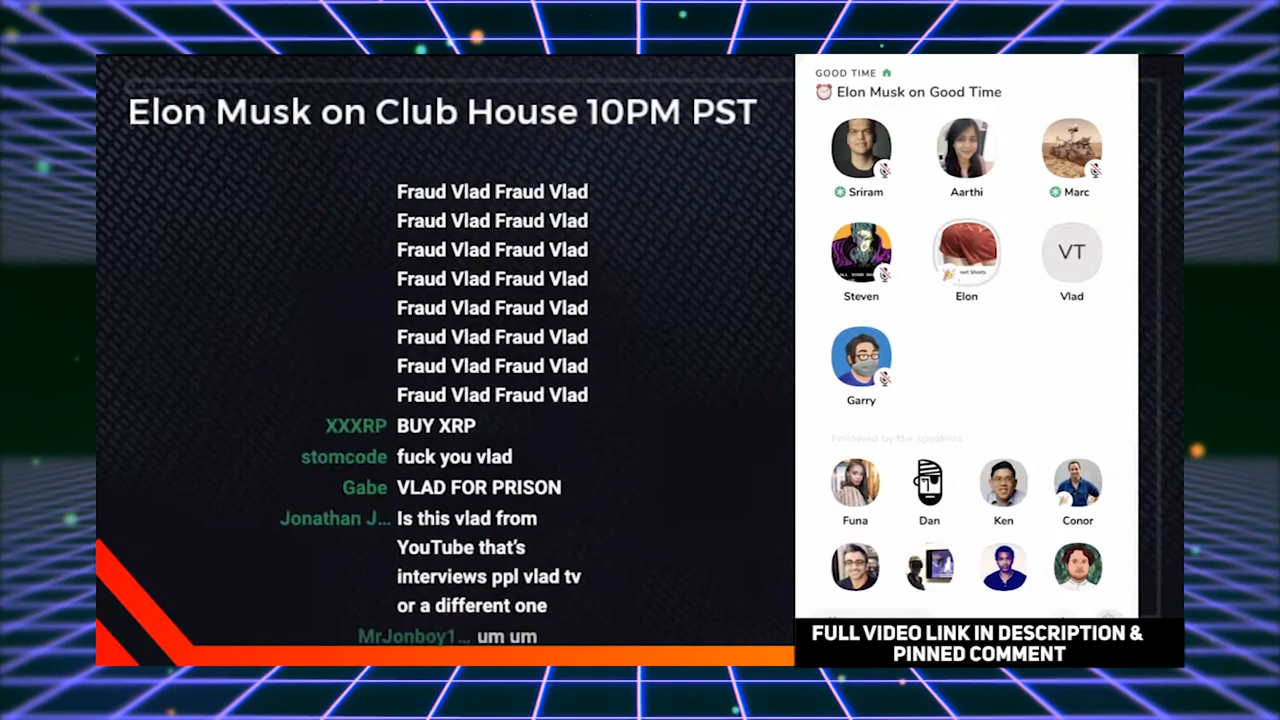 Elon Musk on Club House 10PM PST
Fraud Vlad Fraud Vlad
Fraud Vlad Fraud Vlad
Fraud Vlad Fraud Vlad
Fraud Vlad Fraud Vlad
Fraud Vlad Fraud Vlad
Fraud Vlad Fraud Vlad
Fraud Vlad Fraud Vlad
Fraud Vlad Fraud Vlad
XXXRP BUY XRP
stomcode fuck you vlad
Gabe VLAD FOR PRISON
Jonathan J... Is this vlad from
YouTube that's
interviews ppl vlad tv
or a different one
MrJonboy1... um um
GOOD TIME
Elon Musk on Good Time
Sriram Aarthi Marc
VT
Steven Elon Vlad
Garry
Followed by the speakers
Funa Dan Ken Conor
FULL VIDEO LINK IN DESCRIPTION &
PINNED COMMENT